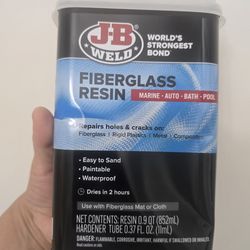 J-B
WELD
WORLD'S
STRONGEST
BOND
FIBERGLASS
RESIN
MARINE • AUTO • BATH • POOL
Repairs holes & cracks on:
Fiberglass | Rigid Plastics | Metal | Composites
• Easy to Sand
• Paintable
• Waterproof
Dries in 2 hours
Use with Fiberglass Mat or Cloth
NET CONTENTS: RESIN 0.9 QT (852mL)
HARDENER TUBE 0.37 FL OZ. (11mL)
DANGER: FLAMMABLE, CORROSIVE, IRRITANT, HARMFUL IF SWALLOWED OR INHALED.